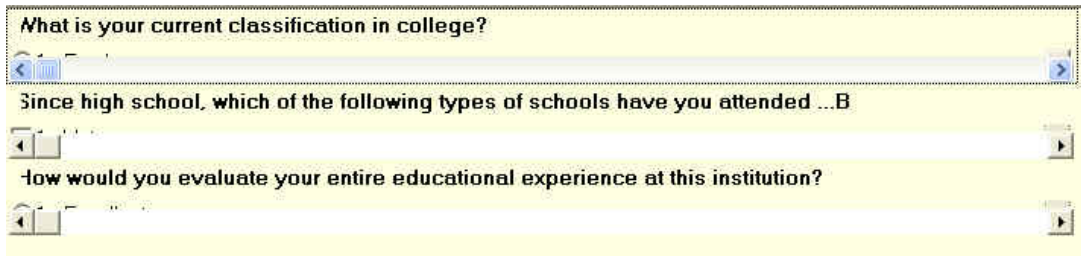 What is your current classification in college?
Since high school, which of the following types of schools have you attended ...B
How would you evaluate your entire educational experience at this institution?